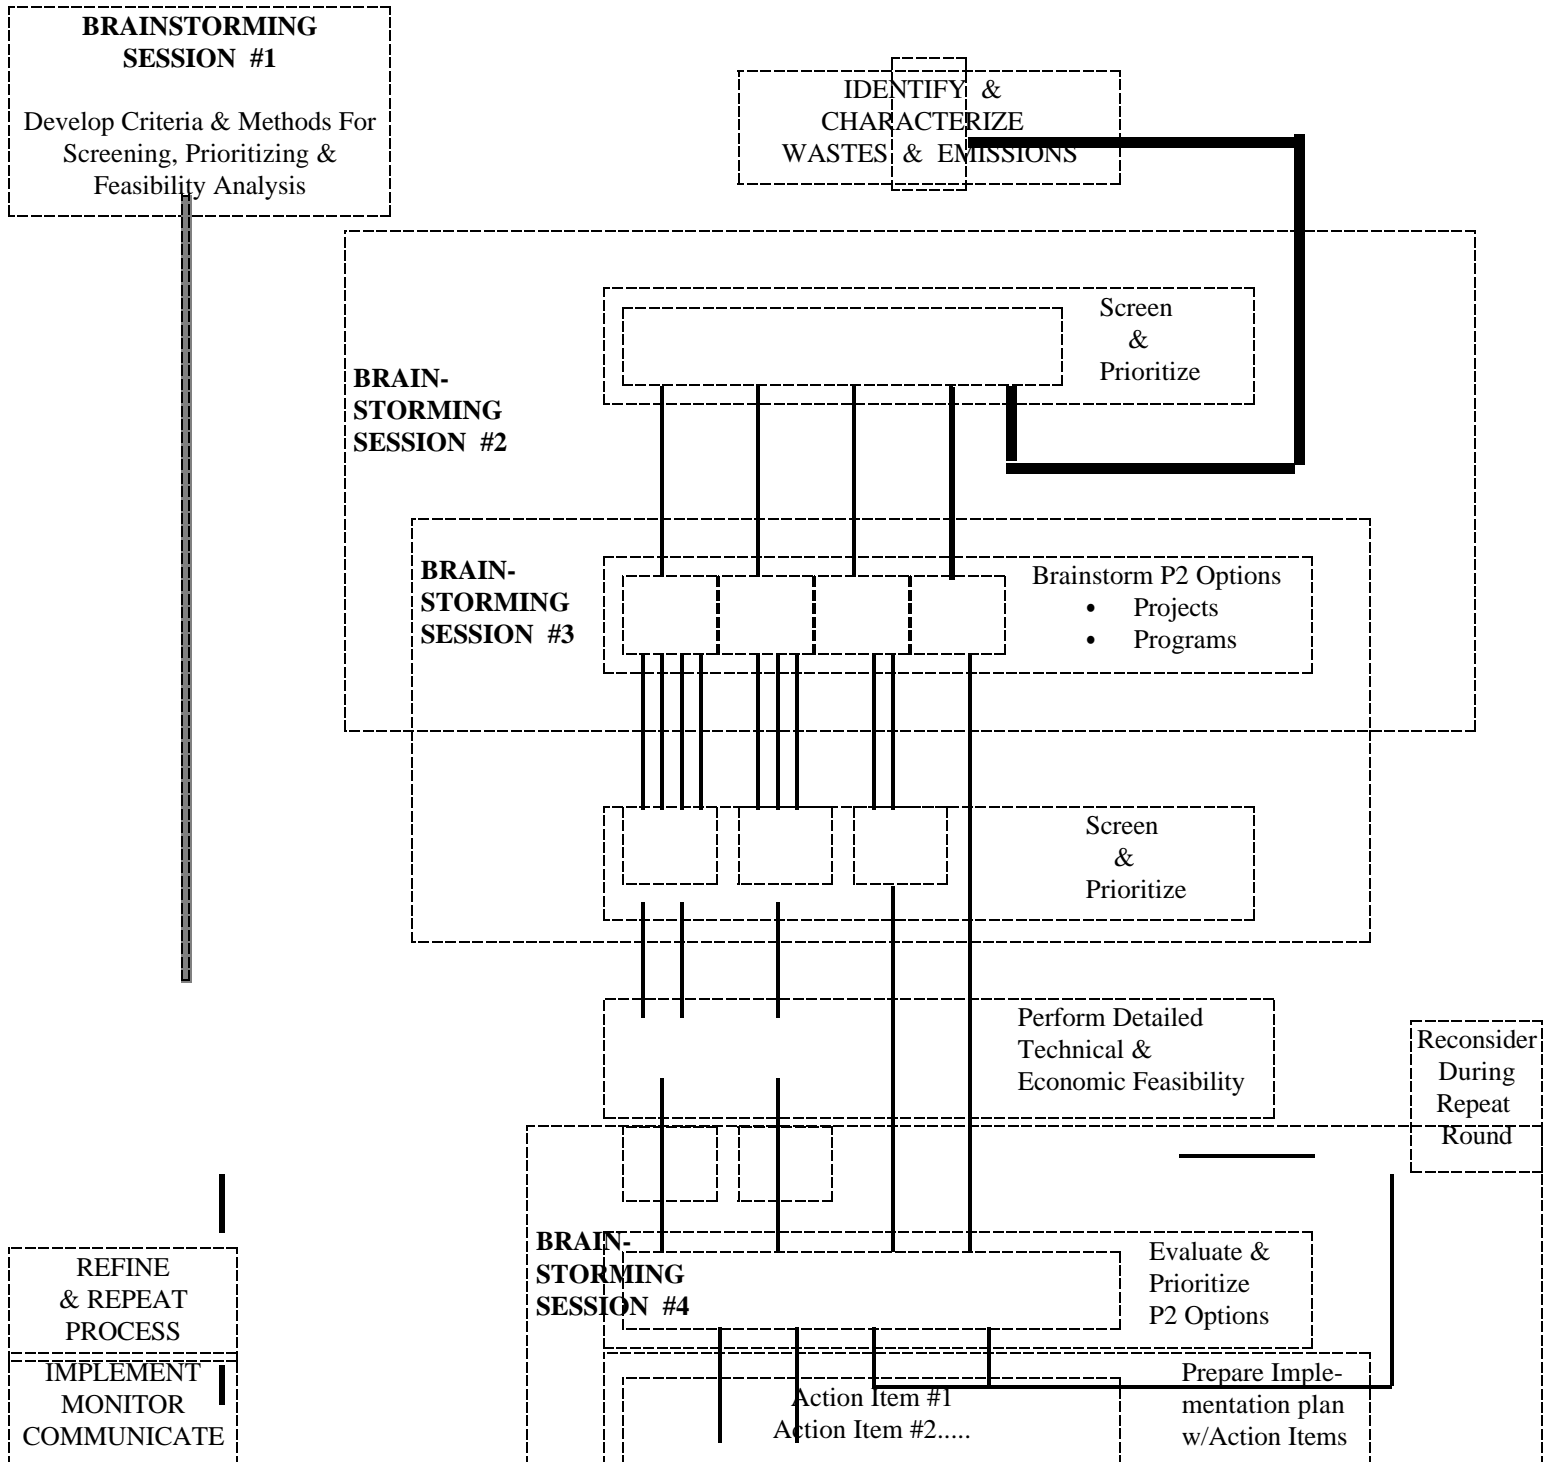 BRAINSTORMING
SESSION #1
Develop Criteria & Methods For
Screening, Prioritizing &
Feasibility Analysis
IDENTIFY &
CHARACTERIZE
WASTES & EMISSIONS
Screen
&
Prioritize
BRAIN-
STORMING
SESSION #2
BRAIN-
STORMING
SESSION #3
Brainstorm P2 Options
• Projects
• Programs
Screen
&
Prioritize
Perform Detailed
Technical &
Economic Feasibility
Reconsider
During
Repeat
Round
BRAIN-
STORMING
SESSION #4
Evaluate &
Prioritize
P2 Options
REFINE
& REPEAT
PROCESS
IMPLEMENT
MONITOR
COMMUNICATE
Action Item #1
Action Item #2.....
Prepare Imple-
mentation plan
w/Action Items